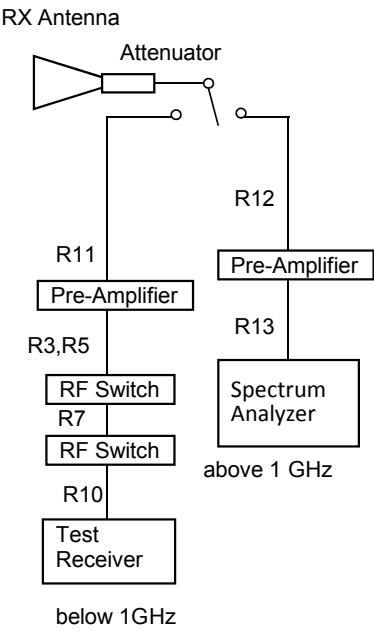 RX Antenna
Attenuator
R12
R11
Pre-Amplifier
Pre-Amplifier
R13
R3,R5
RF Switch
Spectrum
Analyzer
R7
RF Switch
above 1 GHz
R10
Test
Receiver
below 1GHz